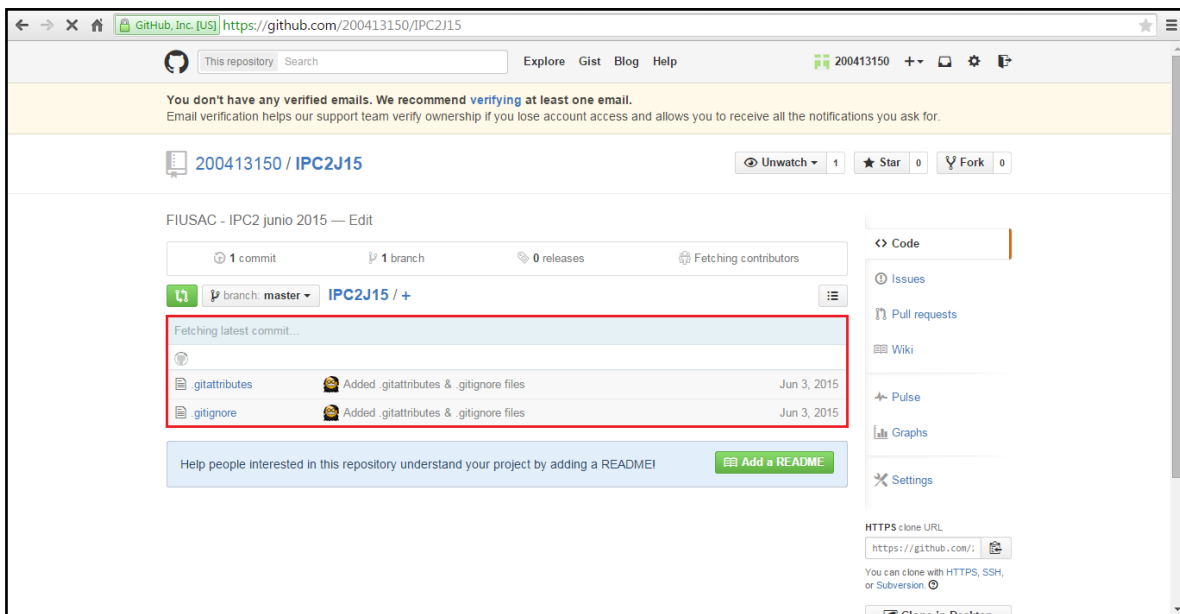 GitHub, Inc. [US] https://github.com/200413150/IPC2J15
This repository Search Explore Gist Blog Help 200413150
You don't have any verified emails. We recommend verifying at least one email.
Email verification helps our support team verify ownership if you lose account access and allows you to receive all the notifications you ask for.
200413150 / IPC2J15 Unwatch 1 Star 0 Fork 0
FIUSAC - IPC2 junio 2015 — Edit
1 commit 1 branch 0 releases Fetching contributors
branch: master IPC2J15 / +
Fetching latest commit...
.gitattributes Added .gitattributes & .gitignore files Jun 3, 2015
.gitignore Added .gitattributes & .gitignore files Jun 3, 2015
Help people interested in this repository understand your project by adding a README! Add a README
Code
Issues
Pull requests
Wiki
Pulse
Graphs
Settings
HTTPS clone URL
https://github.com/
You can clone with HTTPS, SSH,
or Subversion.
Clone in Desktop